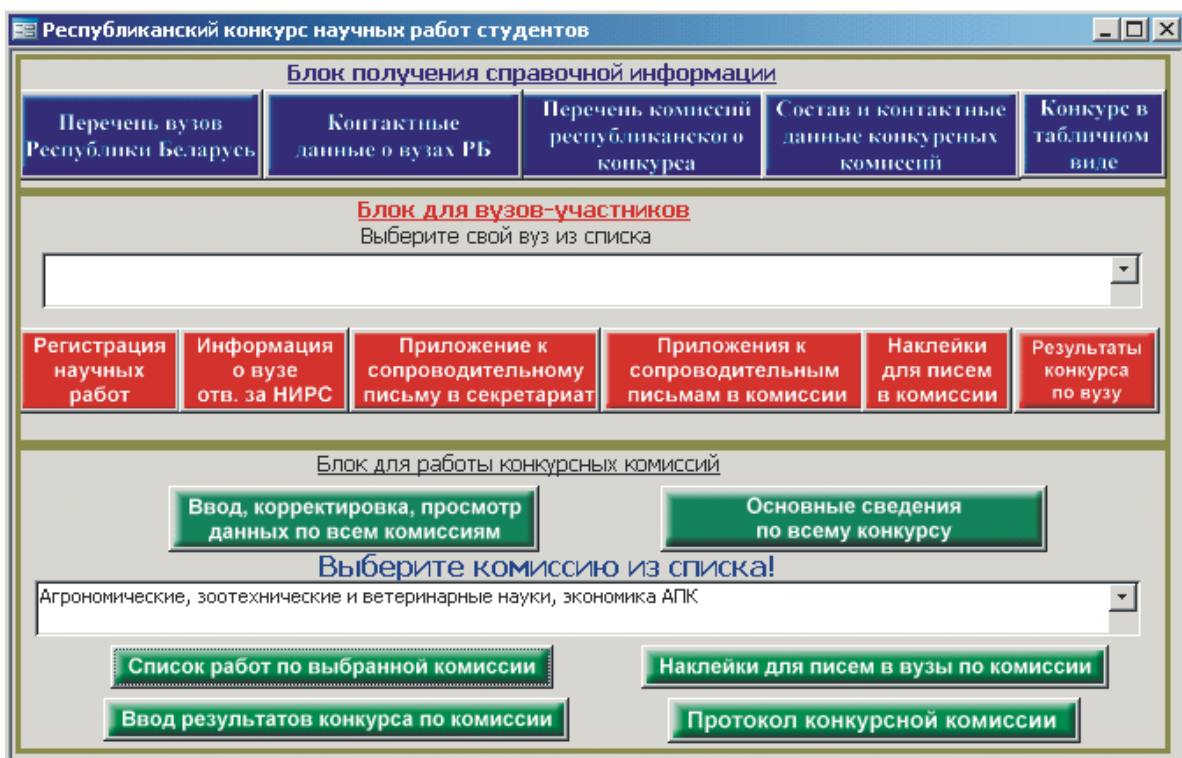 Республиканский конкурс научных работ студентов
Блок получения справочной информации
Перечень вузов
Республики Беларусь
Контактные
данные о вузах РБ
Перечень комиссий
республиканского
конкурса
Состав и контактные
данные конкурсных
комиссий
Конкурс в
табличном
виде
Блок для вузов-участников
Выберите свой вуз из списка
Регистрация
научных
работ
Информация
о вузе
отв. за НИРС
Приложение к
сопроводительному
письму в секретариат
Приложения к
сопроводительным
письмам в комиссии
Наклейки
для писем
в комиссии
Результаты
конкурса
по вузу
Блок для работы конкурсных комиссий
Ввод, корректировка, просмотр
данных по всем комиссиям
Основные сведения
по всему конкурсу
Выберите комиссию из списка!
Агрономические, зоотехнические и ветеринарные науки, экономика АПК
Список работ по выбранной комиссии
Наклейки для писем в вузы по комиссии
Ввод результатов конкурса по комиссии
Протокол конкурсной комиссии